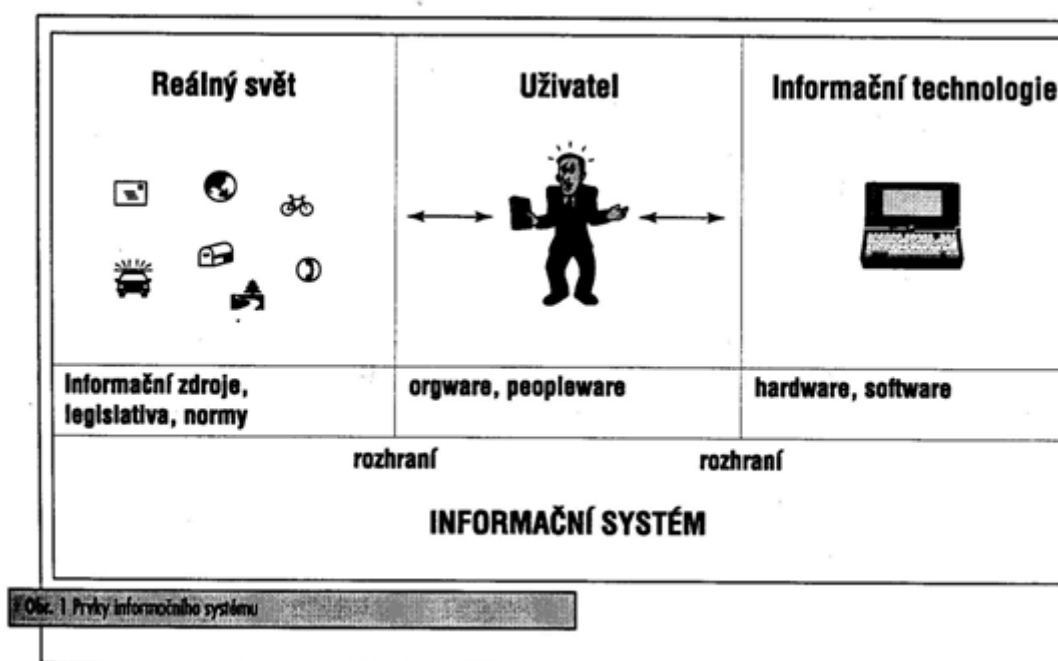 Reálný svět
Uživatel
Informační technologie
Informační zdroje,
legislativa, normy
orgware, peopleware
hardware, software
rozhraní
rozhraní
INFORMAČNÍ SYSTÉM
Obr. 1 Prvky informačního systému